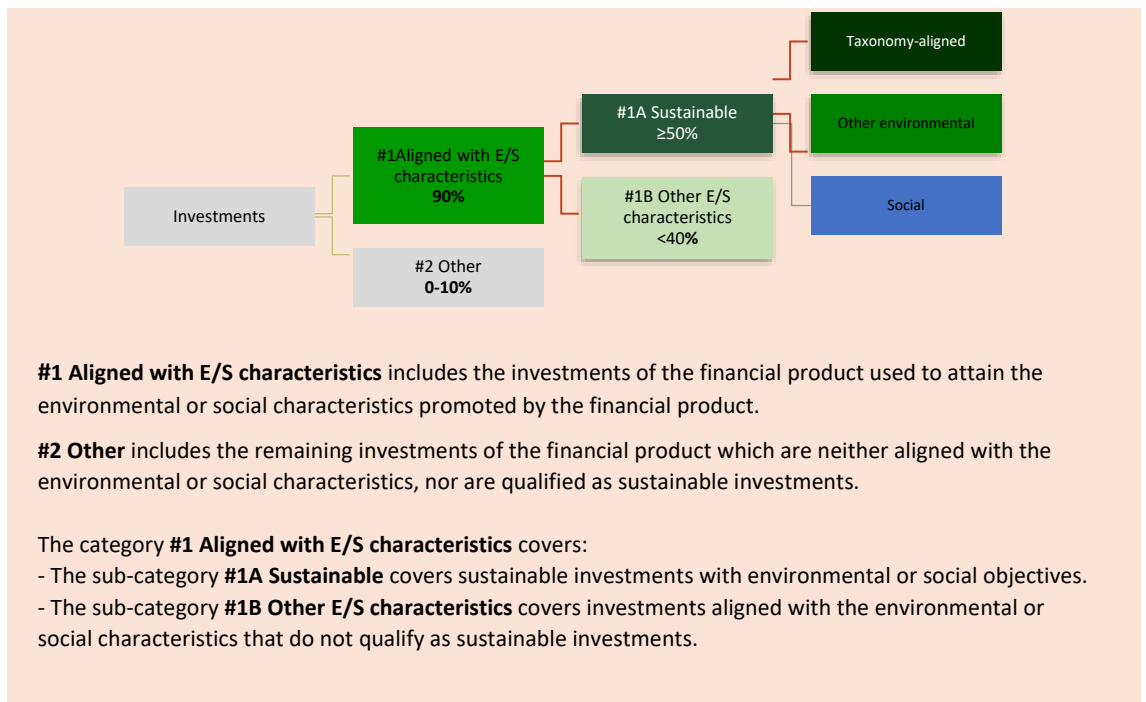 Taxonomy-aligned
#1A Sustainable
≥50%
Other environmental
#1Aligned with E/S
characteristics
90%
#1B Other E/S
characteristics
<40%
Social
Investments
#2 Other
0-10%
#1 Aligned with E/S characteristics includes the investments of the financial product used to attain the
environmental or social characteristics promoted by the financial product.
#2 Other includes the remaining investments of the financial product which are neither aligned with the
environmental or social characteristics, nor are qualified as sustainable investments.
The category #1 Aligned with E/S characteristics covers:
- The sub-category #1A Sustainable covers sustainable investments with environmental or social objectives.
- The sub-category #1B Other E/S characteristics covers investments aligned with the environmental or
social characteristics that do not qualify as sustainable investments.